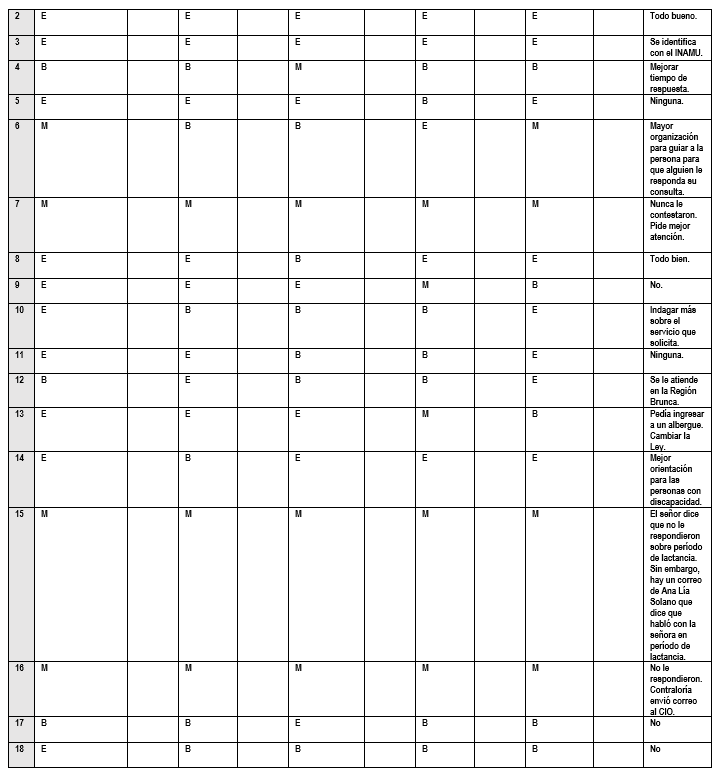 2 E E E E E Todo bueno.
3 E E E E E Se identifica
con el INAMU.
4 B B M B B Mejorar
tiempo de
respuesta.
5 E E E B E Ninguna.
6 M B B E M Mayor
organización
para guiar a la
persona para
que alguien le
responda su
consulta.
7 M M M M M Nunca le
contestaron.
Pide mejor
atención.
8 E E B E E Todo bien.
9 E E E M B No.
10 E B B B E Indagar más
sobre el
servicio que
solicita.
11 E E B B E Ninguna.
12 B E B B E Se le atiende
en la Región
Brunca.
13 E E E M B Pedía ingresar
a un albergue.
Cambiar la
Ley.
14 E B E E E Mejor
orientación
para las
personas con
discapacidad.
15 M M M M M El señor dice
que no le
respondieron
sobre período
de lactancia.
Sin embargo,
hay un correo
de Ana Lía
Solano que
dice que
habló con la
señora en
período de
lactancia.
16 M M M M M No le
respondieron.
Contraloría
envió correo
al CIO.
17 B B E B B No
18 E B B B B No